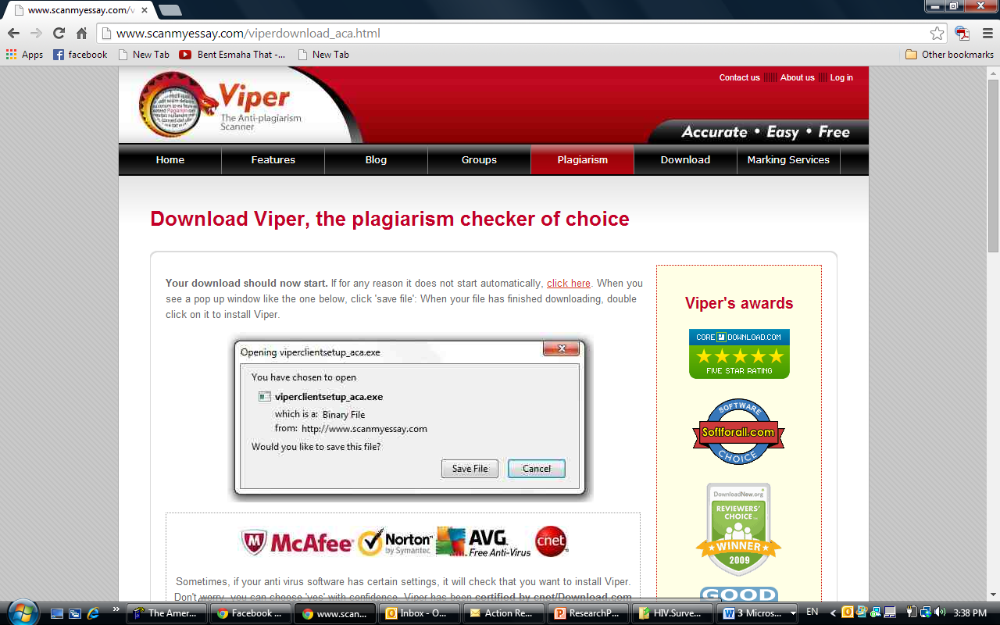 www.scanmyessay.com/v
www.scanmyessay.com/viperdownload_aca.html
Apps facebook New Tab Bent Esmaha That -... New Tab Other bookmarks
Contact us About us Log in
Viper
The Anti-plagiarism
Scanner
Accurate • Easy • Free
Home Features Blog Groups Plagiarism Download Marking Services
Download Viper, the plagiarism checker of choice
Your download should now start. If for any reason it does not start automatically, click here. When you
see a pop up window like the one below, click 'save file': When your file has finished downloading, double
click on it to install Viper.
Opening viperclientsetup_aca.exe
You have chosen to open
viperclientsetup_aca.exe
which is a: Binary File
from: http://www.scanmyessay.com
Would you like to save this file?
Save File Cancel
McAfee Norton by Symantec AVG. Free Anti-Virus cnet
Sometimes, if your anti virus software has certain settings, it will check that you want to install Viper.
Don't worry, you can choose 'yes' with confidence. Viper has been certified by cnet/Download.com
Viper's awards
CORE DOWNLOAD.COM
FIVE STAR RATING
SOFTWARE
Softforall.com
CHOICE
DownloadNew.org
REVIEWERS'
CHOICE
WINNER
2009
GOOD
The Amer... Facebook ... www.scan... Inbox - O... Action Re... ResearchP... HIV.Surve... 3 Micros... EN 3:38 PM